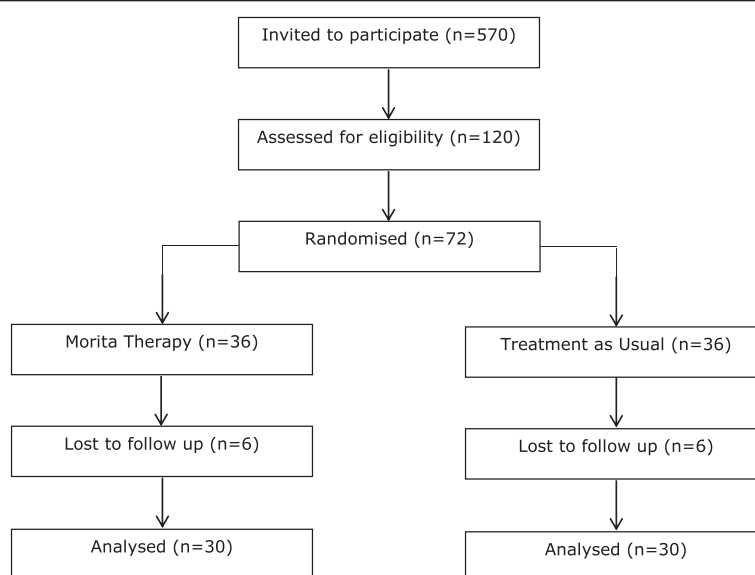 Invited to participate (n=570)
Assessed for eligibility (n=120)
Randomised (n=72)
Morita Therapy (n=36)
Treatment as Usual (n=36)
Lost to follow up (n=6)
Lost to follow up (n=6)
Analysed (n=30)
Analysed (n=30)